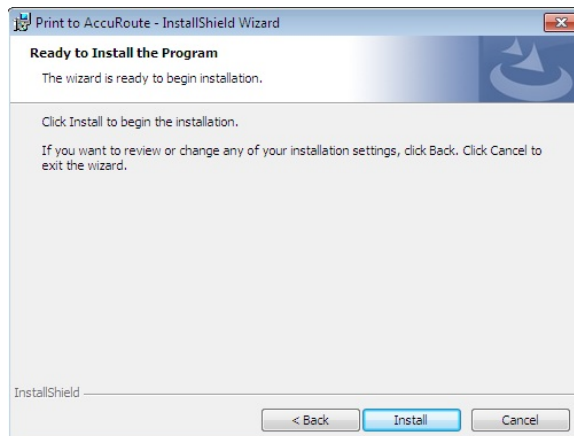 Print to AccuRoute - InstallShield Wizard
Ready to Install the Program
The wizard is ready to begin installation.
Click Install to begin the installation.
If you want to review or change any of your installation settings, click Back. Click Cancel to
exit the wizard.
InstallShield
< Back
Install
Cancel